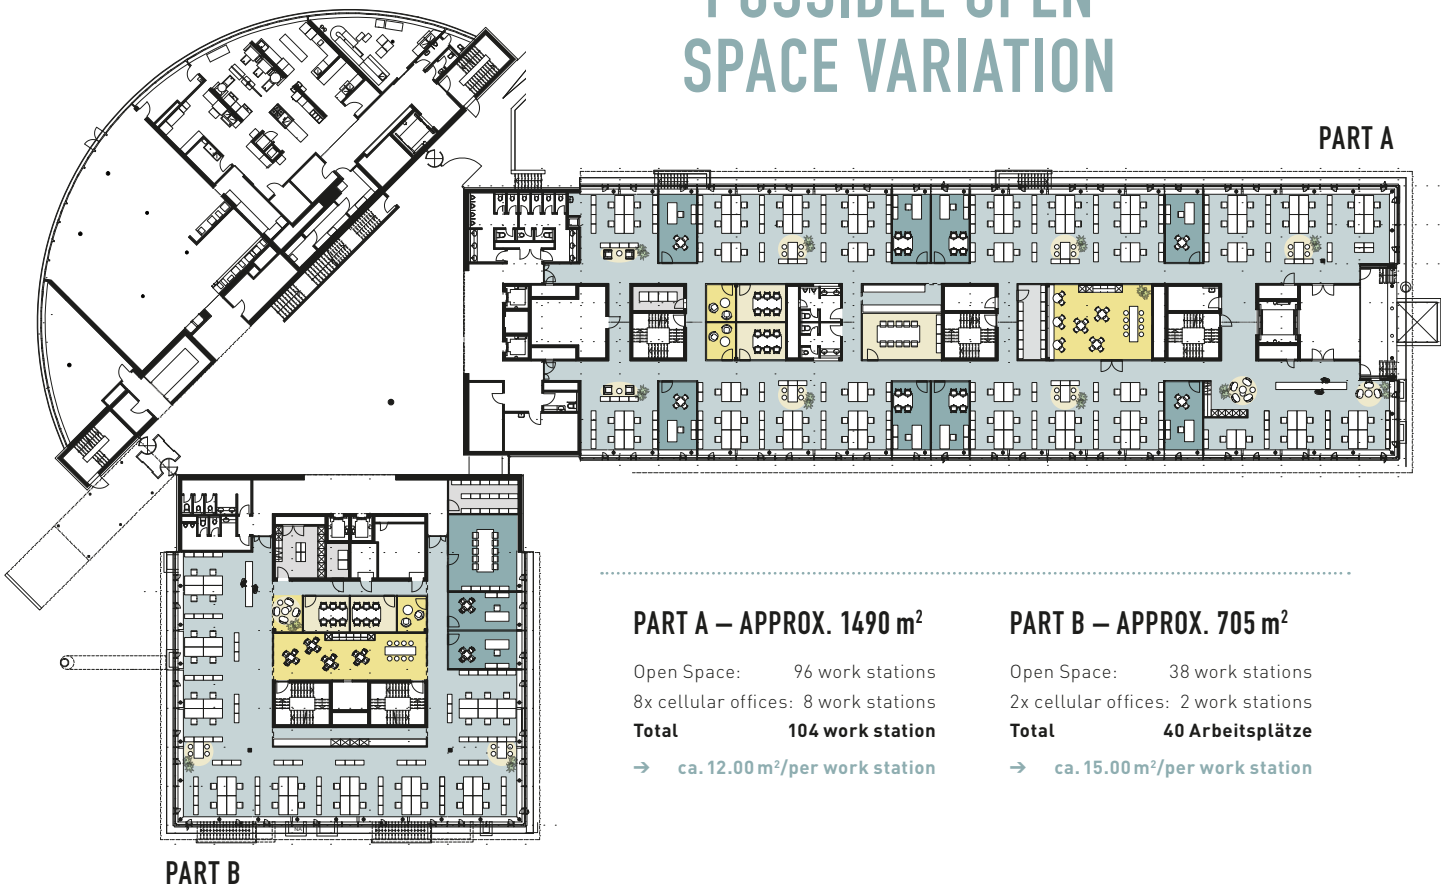 POSSIBLE OPEN
SPACE VARIATION
PART A
PART A – APPROX. 1490 m²
Open Space: 96 work stations
8x cellular offices: 8 work stations
Total 104 work station
→ ca. 12.00 m²/per work station
PART B – APPROX. 705 m²
Open Space: 38 work stations
2x cellular offices: 2 work stations
Total 40 Arbeitsplätze
→ ca. 15.00 m²/per work station
PART B